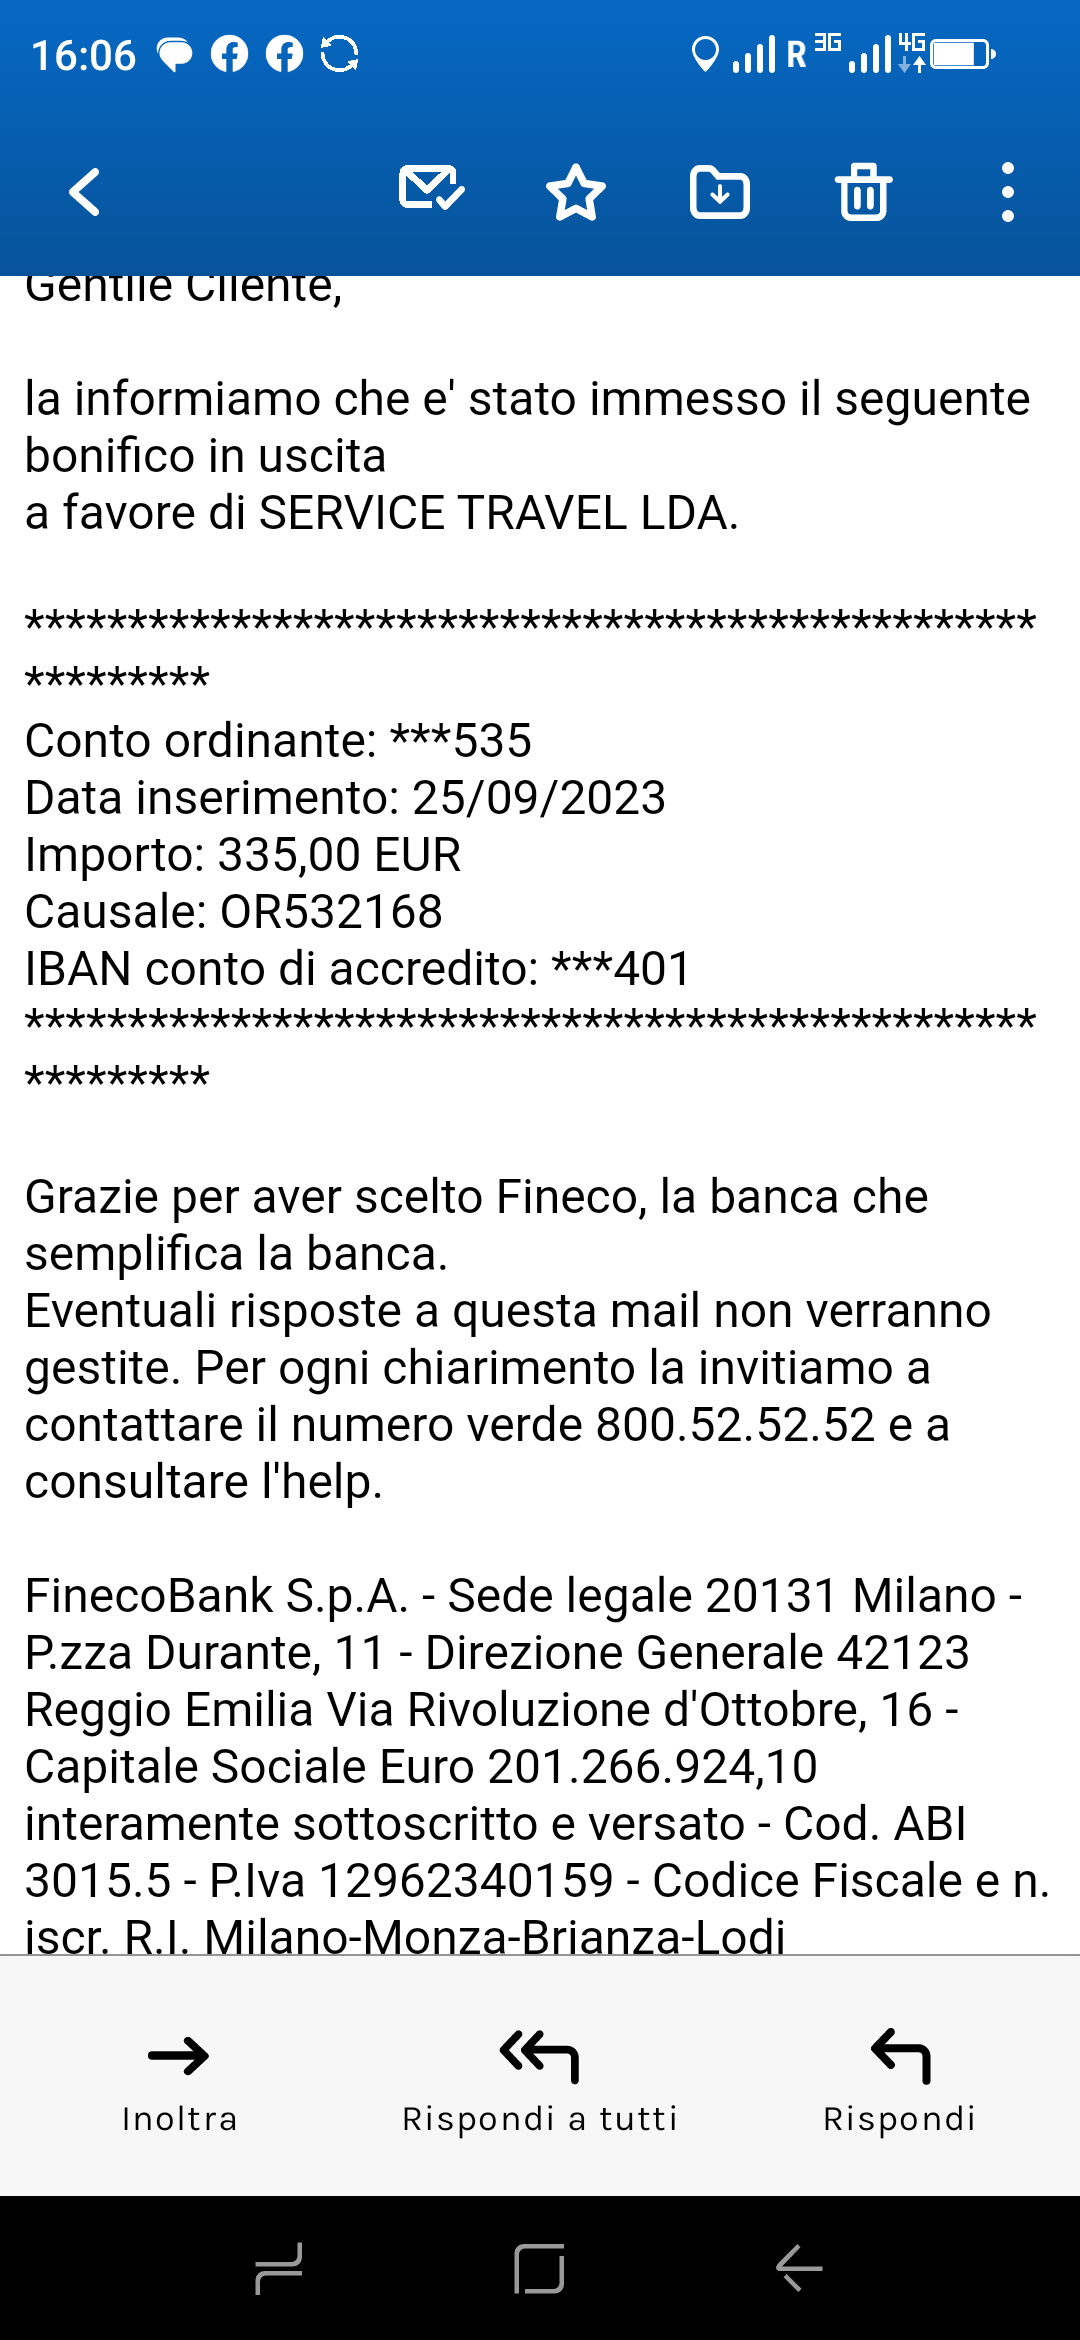 16:06 R 3G 4G
Gentile Cliente,
la informiamo che e' stato immesso il seguente
bonifico in uscita
a favore di SERVICE TRAVEL LDA.
*************************************************
*********
Conto ordinante: ***535
Data inserimento: 25/09/2023
Importo: 335,00 EUR
Causale: OR532168
IBAN conto di accredito: ***401
*************************************************
*********
Grazie per aver scelto Fineco, la banca che
semplifica la banca.
Eventuali risposte a questa mail non verranno
gestite. Per ogni chiarimento la invitiamo a
contattare il numero verde 800.52.52.52 e a
consultare l'help.
FinecoBank S.p.A. - Sede legale 20131 Milano -
P.zza Durante, 11 - Direzione Generale 42123
Reggio Emilia Via Rivoluzione d'Ottobre, 16 -
Capitale Sociale Euro 201.266.924,10
interamente sottoscritto e versato - Cod. ABI
3015.5 - P.Iva 12962340159 - Codice Fiscale e n.
iscr. R.I. Milano-Monza-Brianza-Lodi
Inoltra Rispondi a tutti Rispondi